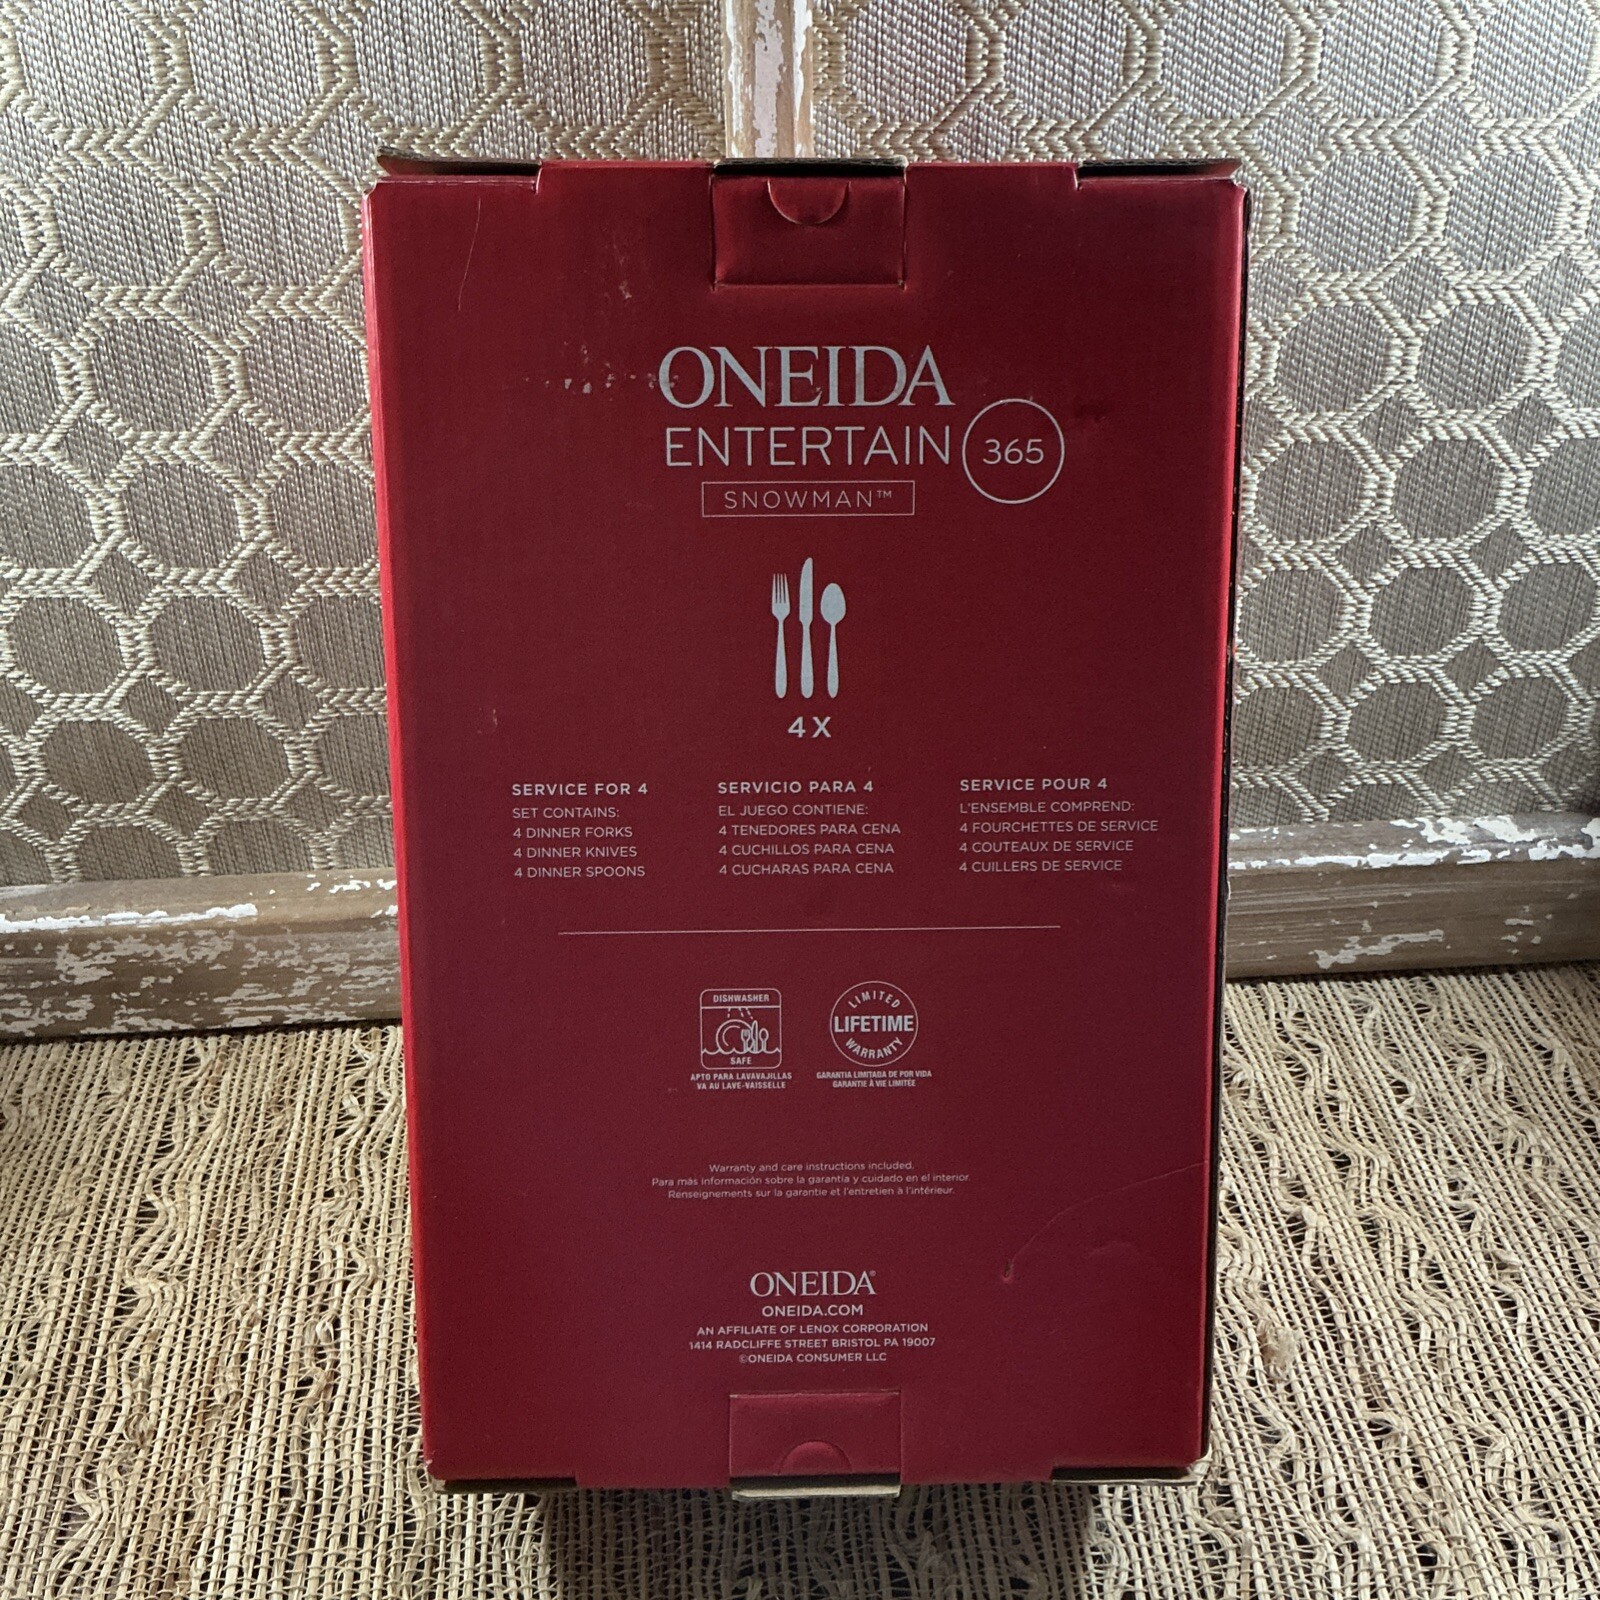 ONEIDA
ENTERTAIN 365
SNOWMAN™
4X
SERVICE FOR 4
SET CONTAINS:
4 DINNER FORKS
4 DINNER KNIVES
4 DINNER SPOONS
SERVICIO PARA 4
EL JUEGO CONTIENE:
4 TENEDORES PARA CENA
4 CUCHILLOS PARA CENA
4 CUCHARAS PARA CENA
SERVICE POUR 4
L'ENSEMBLE COMPREND:
4 FOURCHETTES DE SERVICE
4 COUTEAUX DE SERVICE
4 CUILLERS DE SERVICE
DISHWASHER
SAFE
APTO PARA LAVAVAJILLAS
VA AU LAVE-VAISSELLE
LIMITED
LIFETIME
WARRANTY
GARANTIA LIMITADA DE POR VIDA
GARANTIE À VIE LIMITÉE
Warranty and care instructions included.
Para más información sobre la garantía y cuidado en el interior.
Renseignements sur la garantie et l'entretien à l'intérieur.
ONEIDA®
ONEIDA.COM
AN AFFILIATE OF LENOX CORPORATION
1414 RADCLIFFE STREET BRISTOL PA 19007
©ONEIDA CONSUMER LLC